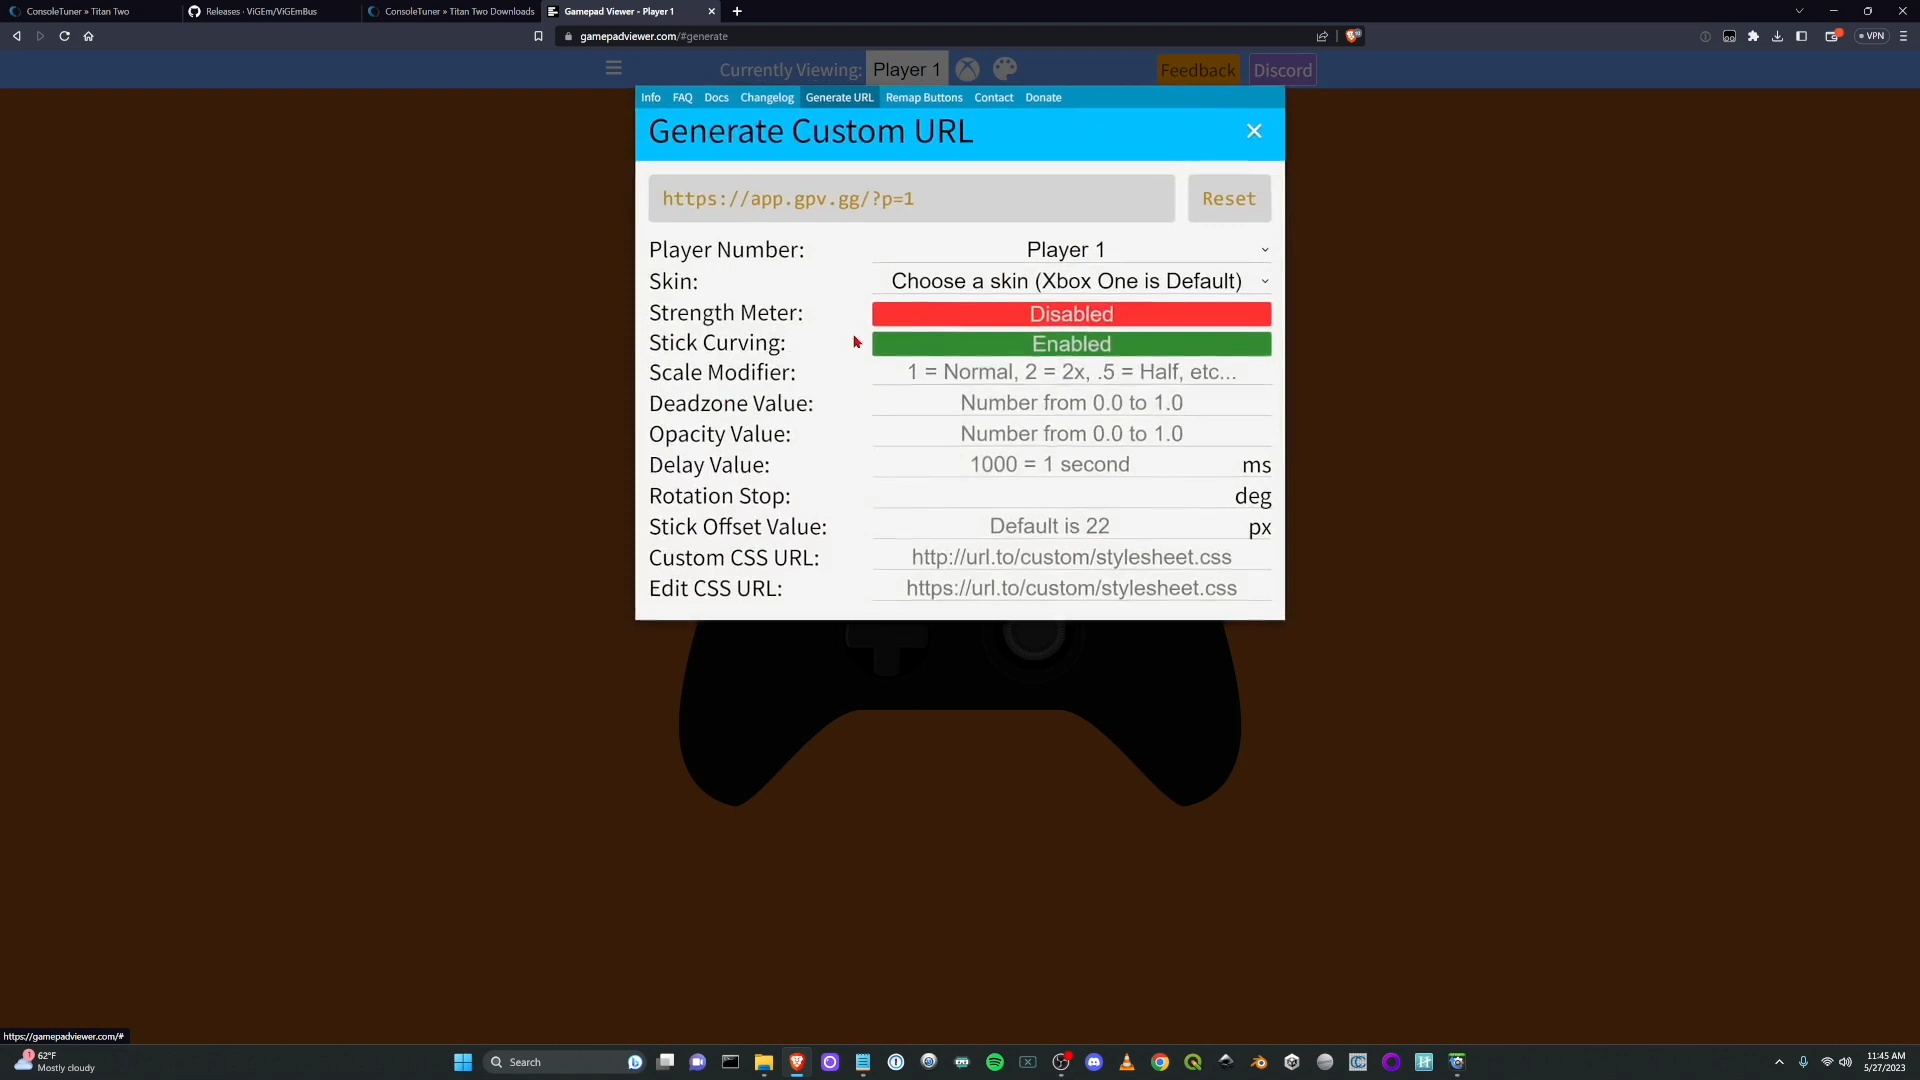 ConsoleTuner » Titan Two
Releases · ViGEm/ViGEmBus
ConsoleTuner » Titan Two Downloads
Gamepad Viewer - Player 1
gamepadviewer.com/#generate
VPN
Currently Viewing: Player 1
Feedback
Discord
Info FAQ Docs Changelog Generate URL Remap Buttons Contact Donate
Generate Custom URL
https://app.gpv.gg/?p=1
Reset
Player Number: Player 1
Skin: Choose a skin (Xbox One is Default)
Strength Meter: Disabled
Stick Curving: Enabled
Scale Modifier: 1 = Normal, 2 = 2x, .5 = Half, etc...
Deadzone Value: Number from 0.0 to 1.0
Opacity Value: Number from 0.0 to 1.0
Delay Value: 1000 = 1 second ms
Rotation Stop: deg
Stick Offset Value: Default is 22 px
Custom CSS URL: http://url.to/custom/stylesheet.css
Edit CSS URL: https://url.to/custom/stylesheet.css
https://gamepadviewer.com/#
1
62°F
Mostly cloudy
Search
11:45 AM
5/27/2023